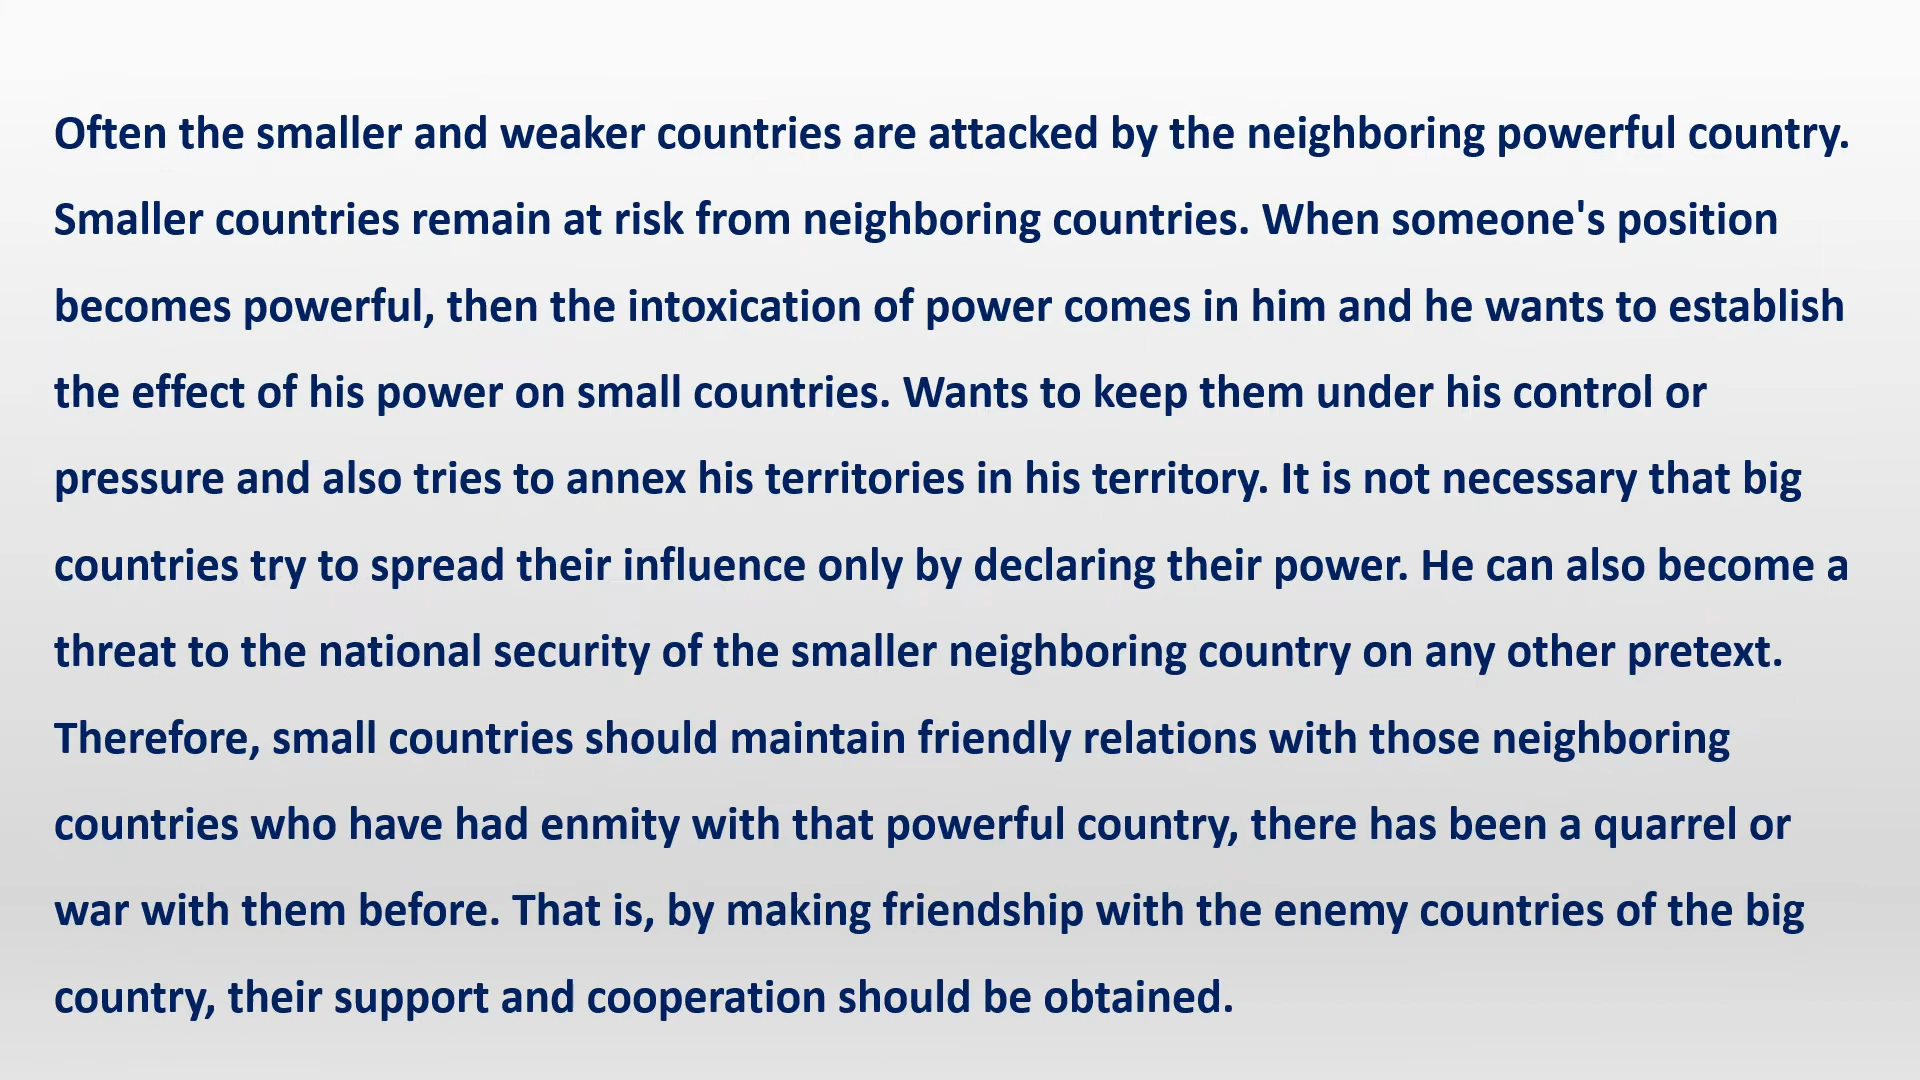 Often the smaller and weaker countries are attacked by the neighboring powerful country.
Smaller countries remain at risk from neighboring countries. When someone's position
becomes powerful, then the intoxication of power comes in him and he wants to establish
the effect of his power on small countries. Wants to keep them under his control or
pressure and also tries to annex his territories in his territory. It is not necessary that big
countries try to spread their influence only by declaring their power. He can also become a
threat to the national security of the smaller neighboring country on any other pretext.
Therefore, small countries should maintain friendly relations with those neighboring
countries who have had enmity with that powerful country, there has been a quarrel or
war with them before. That is, by making friendship with the enemy countries of the big
country, their support and cooperation should be obtained.